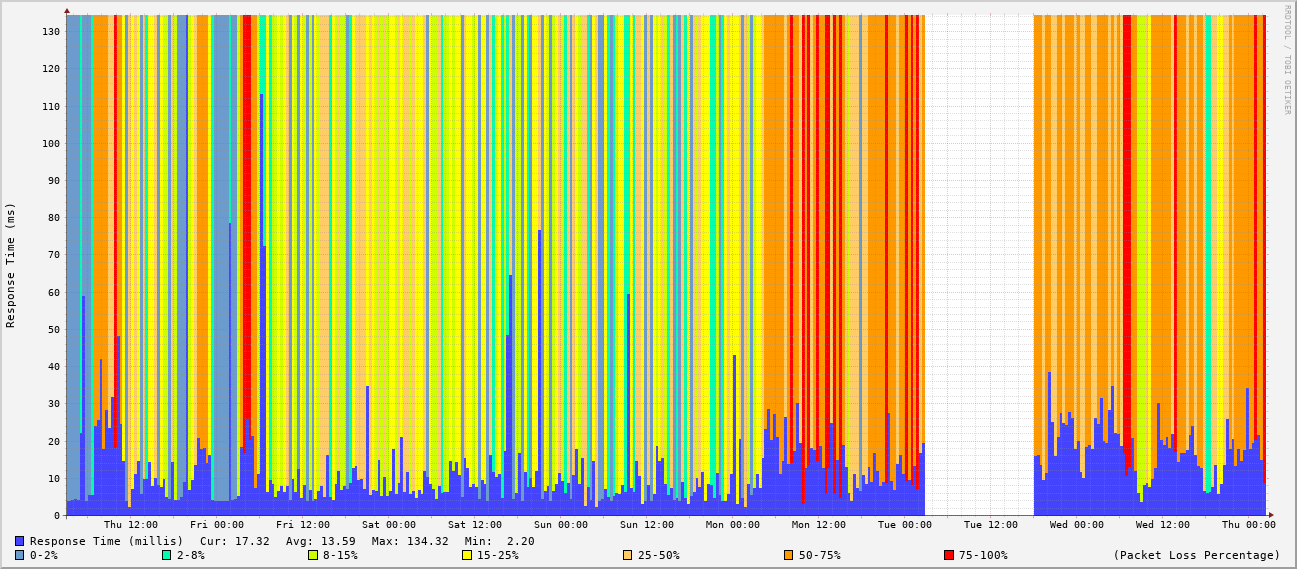 RRDTOOL / TOBI OETIKER
Response Time (ms)
130
120
110
100
90
80
70
60
50
40
30
20
10
0
Thu 12:00 Fri 00:00 Fri 12:00 Sat 00:00 Sat 12:00 Sun 00:00 Sun 12:00 Mon 00:00 Mon 12:00 Tue 00:00 Tue 12:00 Wed 00:00 Wed 12:00 Thu 00:00
Response Time (millis) Cur: 17.32 Avg: 13.59 Max: 134.32 Min: 2.20
0-2% 2-8% 8-15% 15-25% 25-50% 50-75% 75-100% (Packet Loss Percentage)